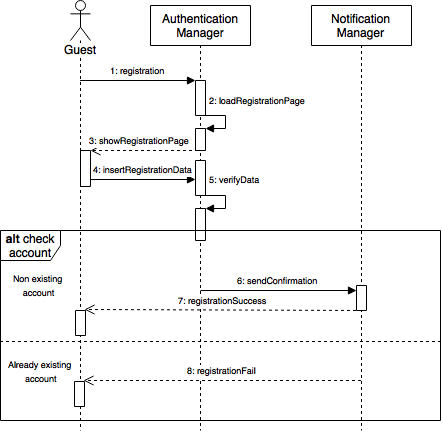 Guest
Authentication
Manager
Notification
Manager
1: registration
2: loadRegistrationPage
3: showRegistrationPage
4: insertRegistrationData
5: verifyData
alt check
account
Non existing
account
6: sendConfirmation
7: registrationSuccess
Already existing
account
8: registrationFail